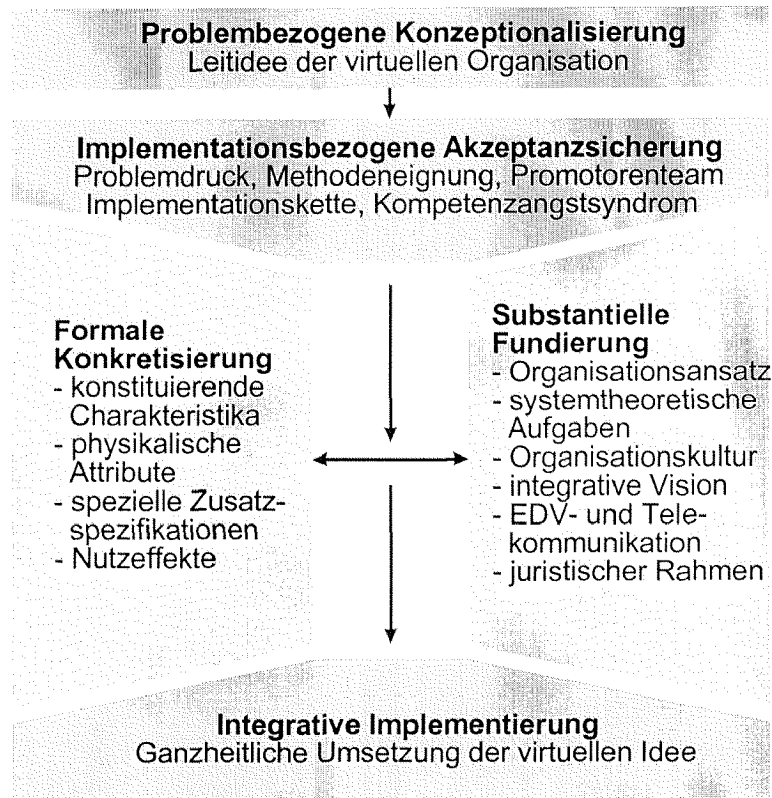 Problembezogene Konzeptionalisierung
Leitidee der virtuellen Organisation
Implementationsbezogene Akzeptanzsicherung
Problemdruck, Methodeneignung, Promotorenteam
Implementationskette, Kompetenzangstsyndrom
Formale
Konkretisierung
- konstituierende
Charakteristika
- physikalische
Attribute
- spezielle Zusatz-
spezifikationen
- Nutzeffekte
Substantielle
Fundierung
- Organisationsansatz
- systemtheoretische
Aufgaben
- Organisationskultur
- integrative Vision
- EDV- und Tele-
kommunikation
- juristischer Rahmen
Integrative Implementierung
Ganzheitliche Umsetzung der virtuellen Idee